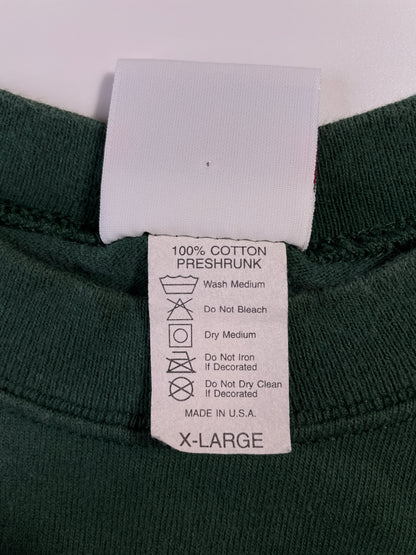 100% COTTON
PRESHRUNK
Wash Medium
Do Not Bleach
Dry Medium
Do Not Iron
If Decorated
Do Not Dry Clean
If Decorated
MADE IN U.S.A.
X-LARGE